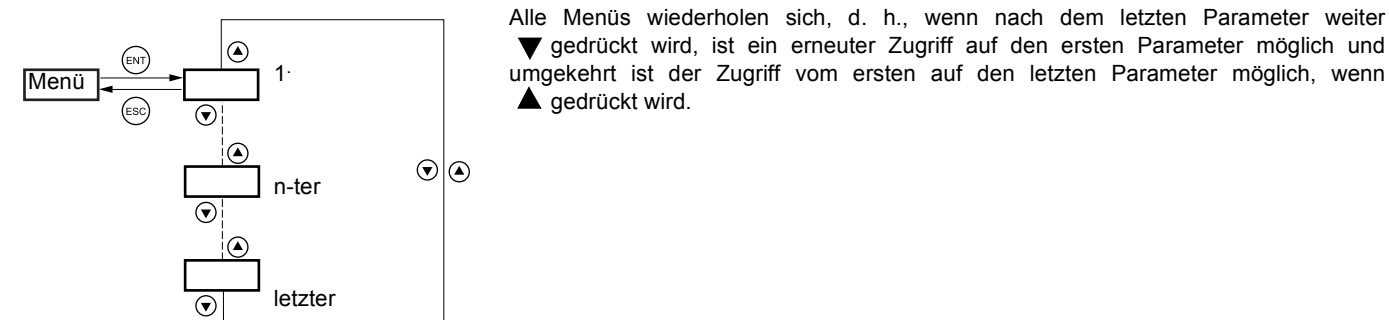 Alle Menüs wiederholen sich, d. h., wenn nach dem letzten Parameter weiter
▼ gedrückt wird, ist ein erneuter Zugriff auf den ersten Parameter möglich und
umgekehrt ist der Zugriff vom ersten auf den letzten Parameter möglich, wenn
▲ gedrückt wird.
ENT
Menü
1.
ESC
n-ter
letzter